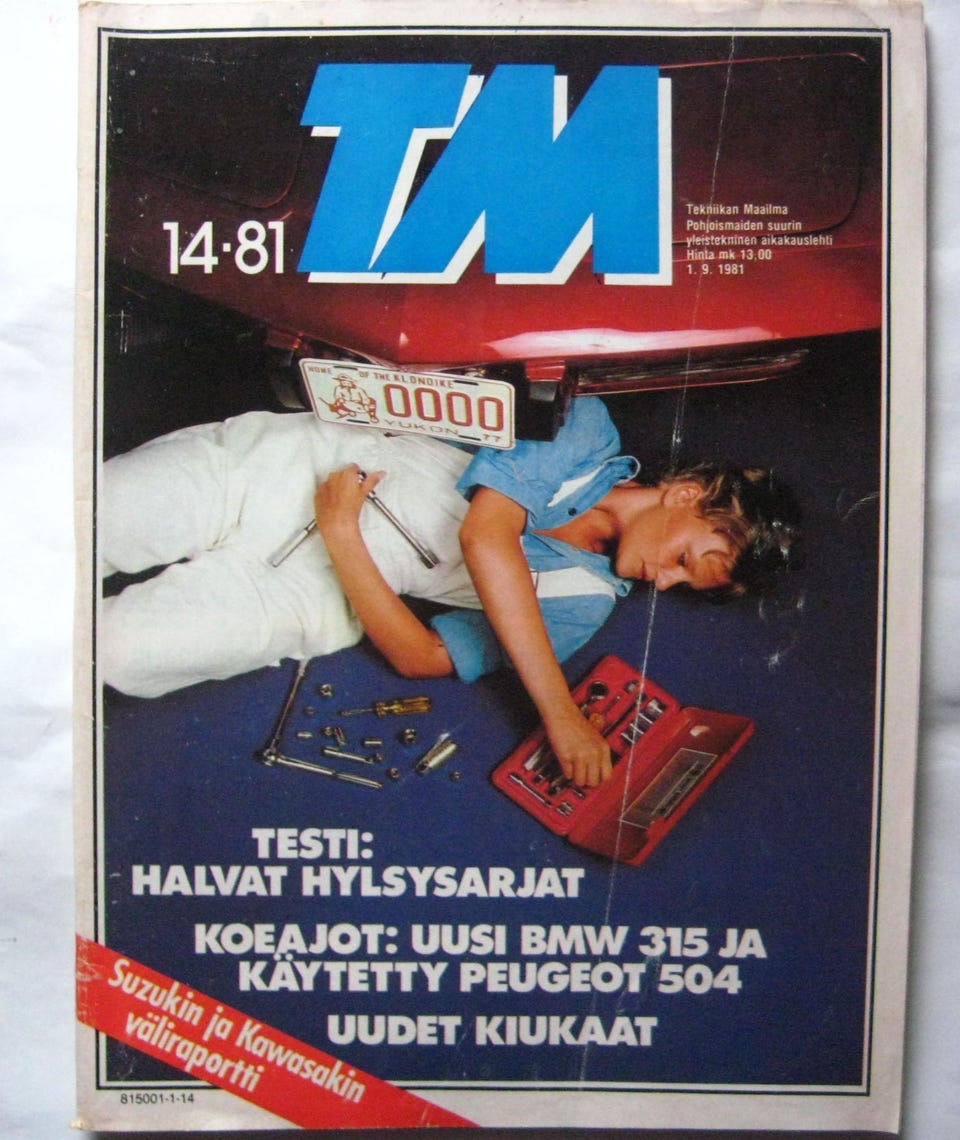 TM
14·81
Tekniikan Maailma
Pohjoismaiden suurin
yleistekninen aikakauslehti
Hinta mk 13,00
1. 9. 1981
HOME OF THE KLONDIKE
0000
YUKON 77
TESTI:
HALVAT HYLSYSARJAT
KOEAJOT: UUSI BMW 315 JA
KÄYTETTY PEUGEOT 504
UUDET KIUKAAT
Suzukin ja Kawasakin
väliraportti
815001-1-14